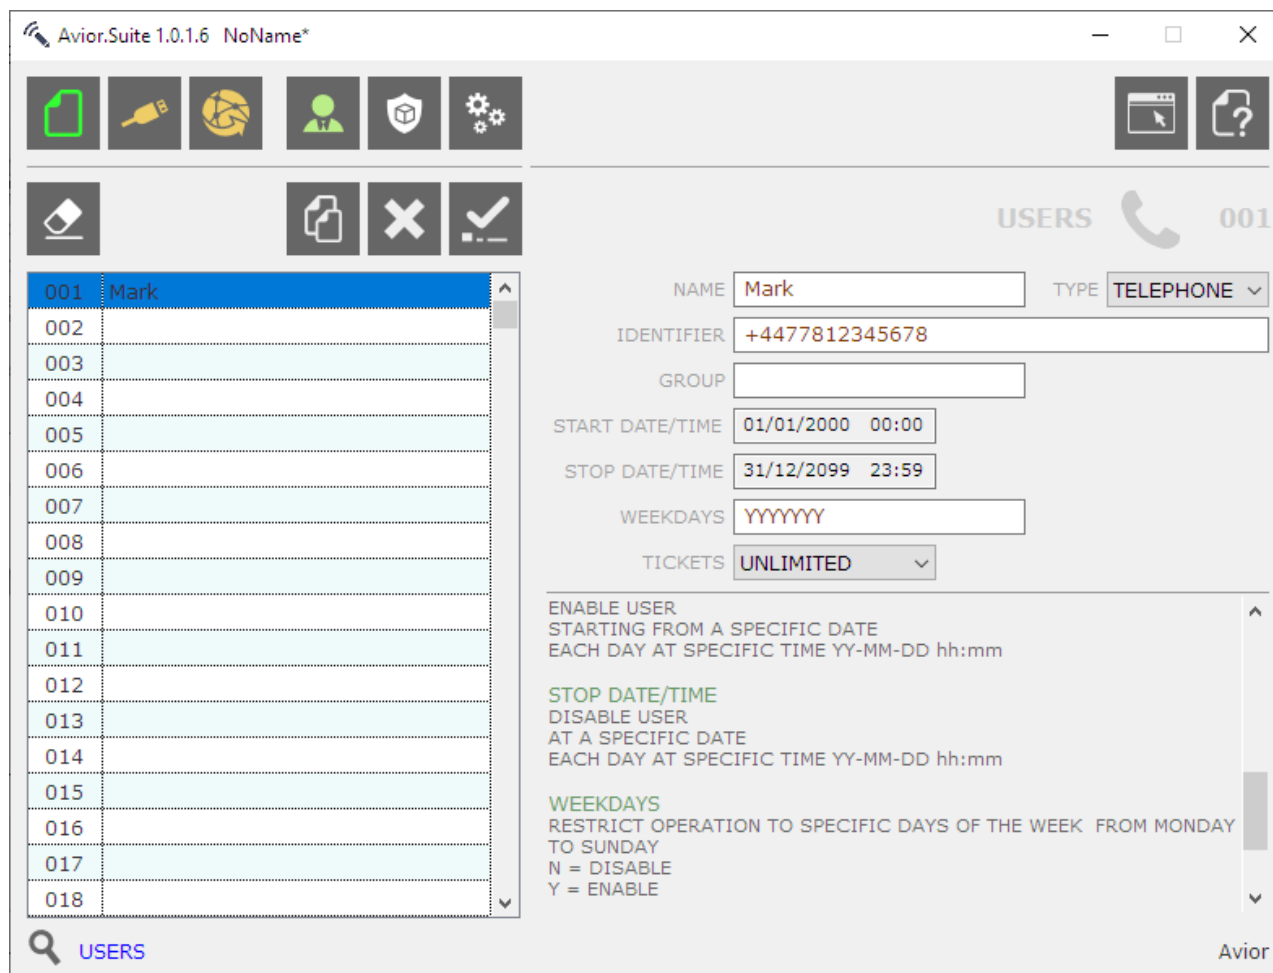 Avior.Suite 1.0.1.6 NoName*
USERS 001
001 Mark
002
003
004
005
006
007
008
009
010
011
012
013
014
015
016
017
018
NAME Mark TYPE TELEPHONE
IDENTIFIER +4477812345678
GROUP
START DATE/TIME 01/01/2000 00:00
STOP DATE/TIME 31/12/2099 23:59
WEEKDAYS YYYYYYY
TICKETS UNLIMITED
ENABLE USER
STARTING FROM A SPECIFIC DATE
EACH DAY AT SPECIFIC TIME YY-MM-DD hh:mm
STOP DATE/TIME
DISABLE USER
AT A SPECIFIC DATE
EACH DAY AT SPECIFIC TIME YY-MM-DD hh:mm
WEEKDAYS
RESTRICT OPERATION TO SPECIFIC DAYS OF THE WEEK FROM MONDAY
TO SUNDAY
N = DISABLE
Y = ENABLE
USERS
Avior